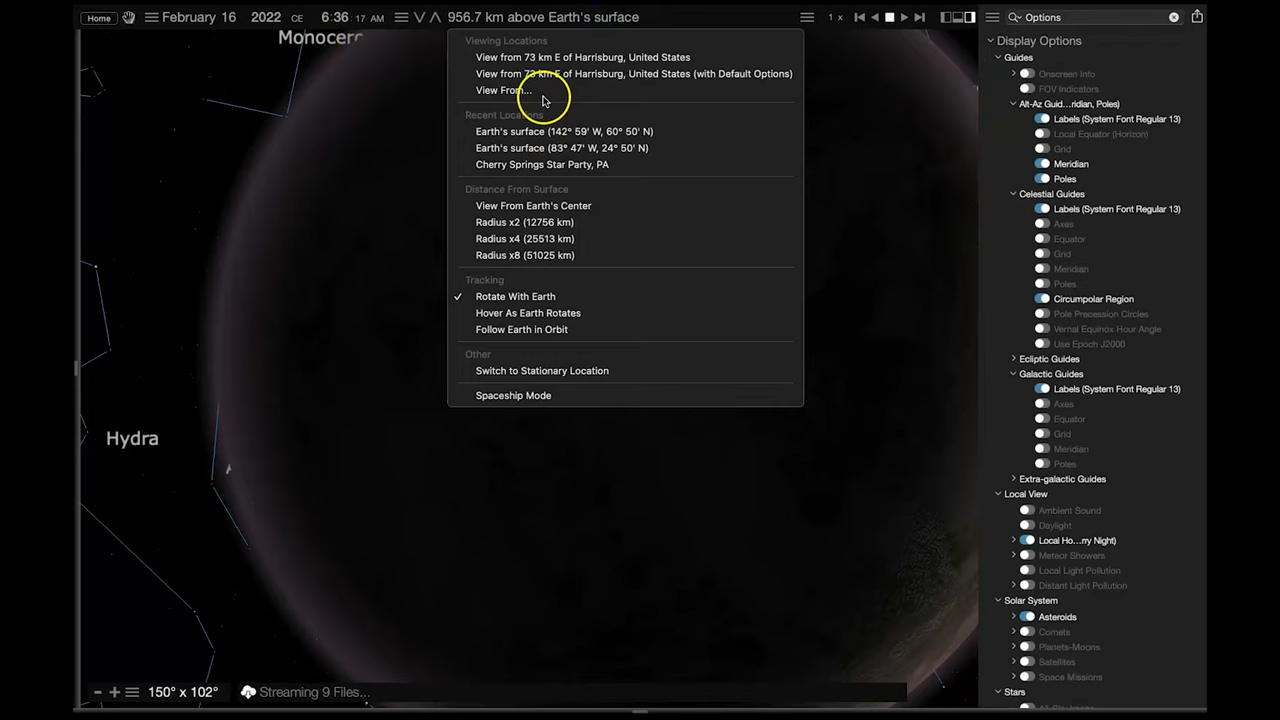 Home February 16 2022 CE 6:36 17 AM 956.7 km above Earth's surface 1 x Options
Monocerc
Hydra
Viewing Locations
View from 73 km E of Harrisburg, United States
View from 73 km E of Harrisburg, United States (with Default Options)
View From...
Recent Locations
Earth's surface (142° 59' W, 60° 50' N)
Earth's surface (83° 47' W, 24° 50' N)
Cherry Springs Star Party, PA
Distance From Surface
View From Earth's Center
Radius x2 (12756 km)
Radius x4 (25513 km)
Radius x8 (51025 km)
Tracking
Rotate With Earth
Hover As Earth Rotates
Follow Earth in Orbit
Other
Switch to Stationary Location
Spaceship Mode
150° x 102° Streaming 9 Files...
Display Options
Guides
Onscreen Info
FOV Indicators
Alt-Az Guid...ridian, Poles)
Labels (System Font Regular 13)
Local Equator (Horizon)
Grid
Meridian
Poles
Celestial Guides
Labels (System Font Regular 13)
Axes
Equator
Grid
Meridian
Poles
Circumpolar Region
Pole Precession Circles
Vernal Equinox Hour Angle
Use Epoch J2000
Ecliptic Guides
Galactic Guides
Labels (System Font Regular 13)
Axes
Equator
Grid
Meridian
Poles
Extra-galactic Guides
Local View
Ambient Sound
Daylight
Local Ho...ry Night)
Meteor Showers
Local Light Pollution
Distant Light Pollution
Solar System
Asteroids
Comets
Planets-Moons
Satellites
Space Missions
Stars